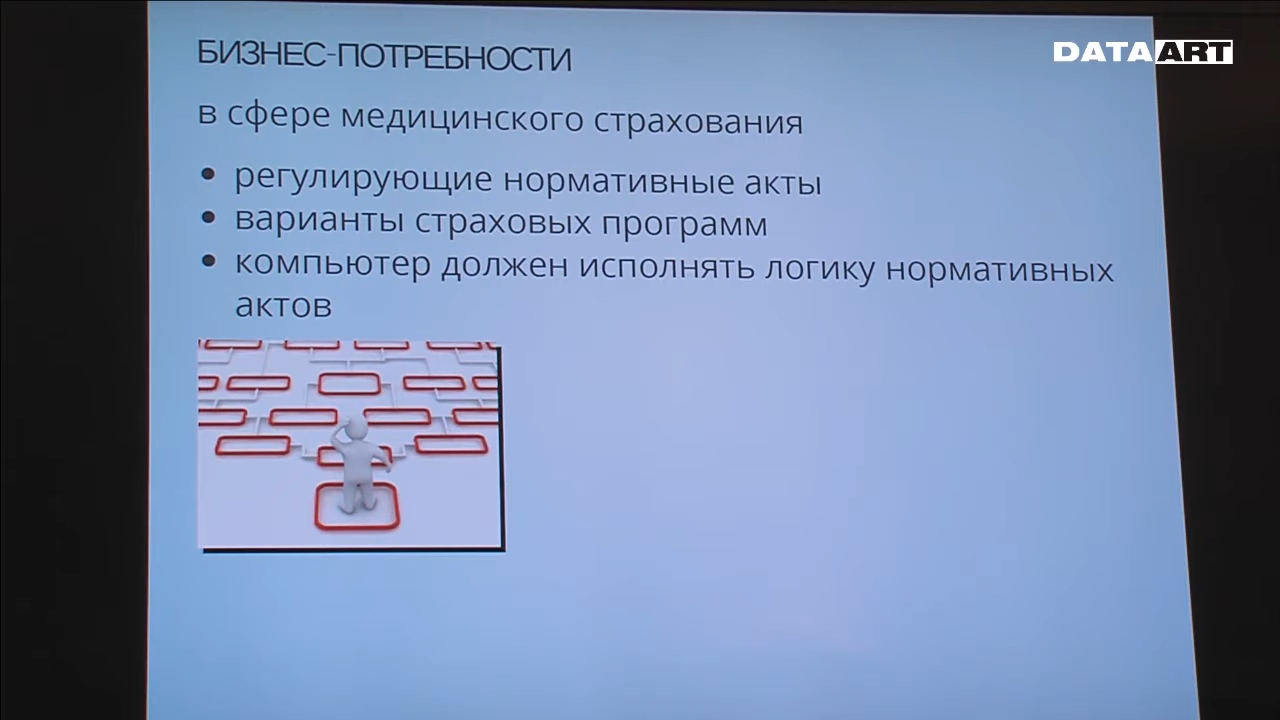 БИЗНЕС-ПОТРЕБНОСТИ
DATAART
в сфере медицинского страхования
• регулирующие нормативные акты
• варианты страховых программ
• компьютер должен исполнять логику нормативных
актов